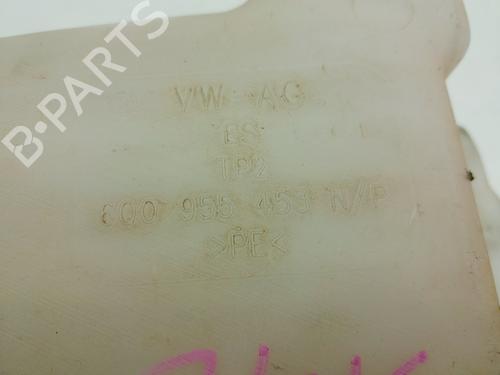 B-PARTS
VW AG
ES
TP2
6Q0 955 453 N/P
>PE<